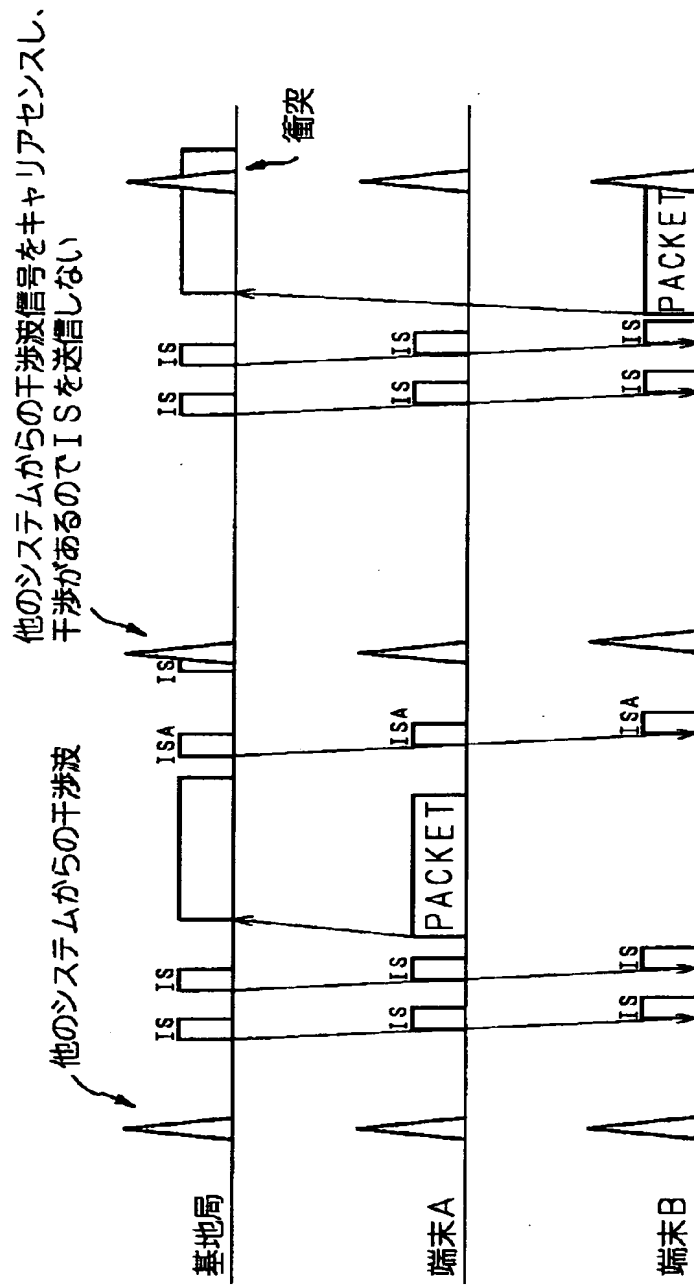 他のシステムからの干渉波
他のシステムからの干渉波信号をキャリアセンスし、
干渉があるのでISを送信しない
衝突
基地局
IS
IS
ISA
IS
IS
IS
端末A
IS
IS
PACKET
ISA
IS
IS
端末B
IS
IS
ISA
IS
IS
PACKET